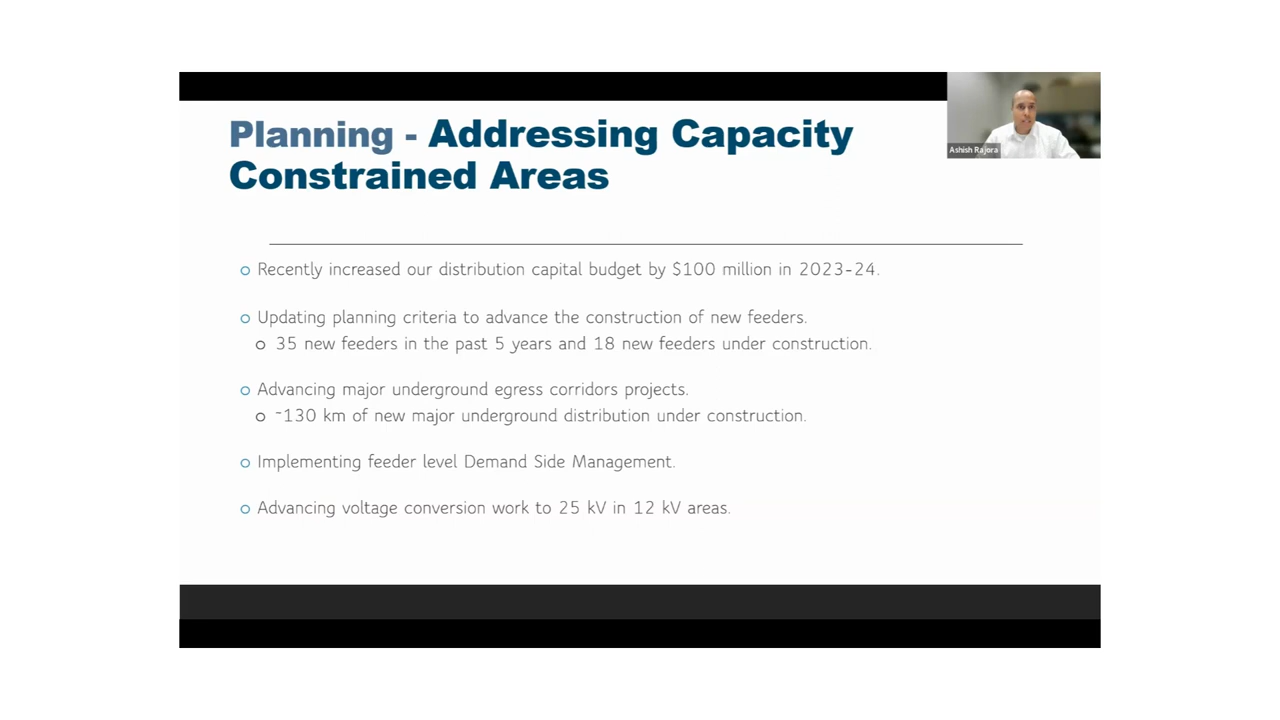 Planning - Addressing Capacity
Constrained Areas
Ashish Rajora
Recently increased our distribution capital budget by $100 million in 2023-24.
Updating planning criteria to advance the construction of new feeders.
35 new feeders in the past 5 years and 18 new feeders under construction.
Advancing major underground egress corridors projects.
~130 km of new major underground distribution under construction.
Implementing feeder level Demand Side Management.
Advancing voltage conversion work to 25 kV in 12 kV areas.